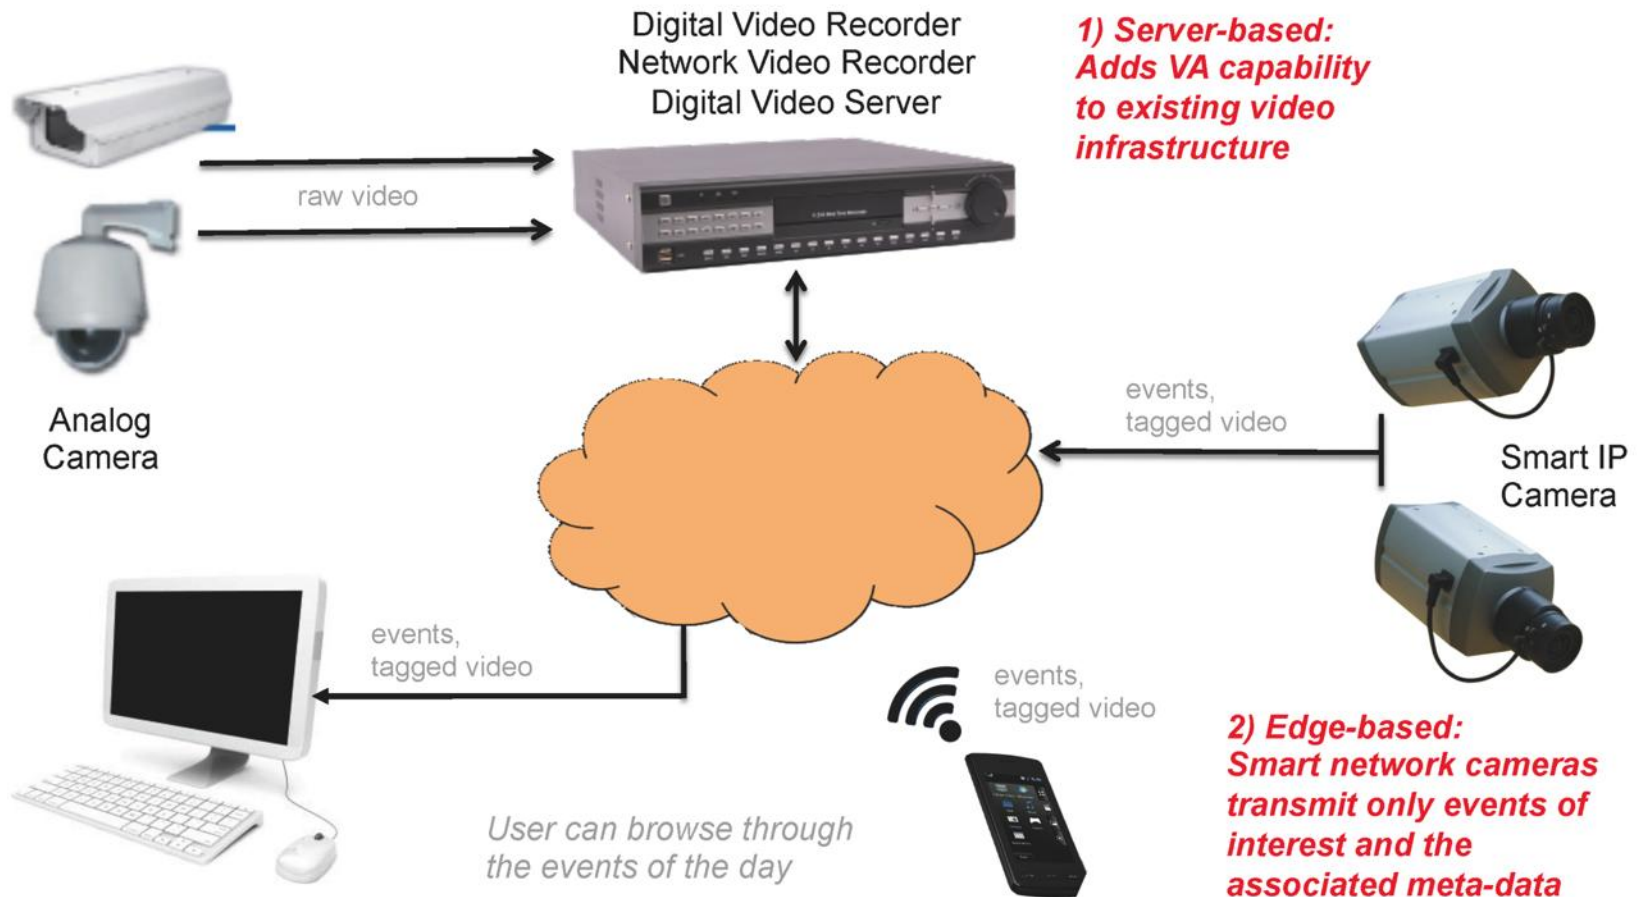 Digital Video Recorder
Network Video Recorder
Digital Video Server
1) Server-based:
Adds VA capability
to existing video
infrastructure
raw video
Analog
Camera
events,
tagged video
Smart IP
Camera
events,
tagged video
events,
tagged video
User can browse through
the events of the day
2) Edge-based:
Smart network cameras
transmit only events of
interest and the
associated meta-data